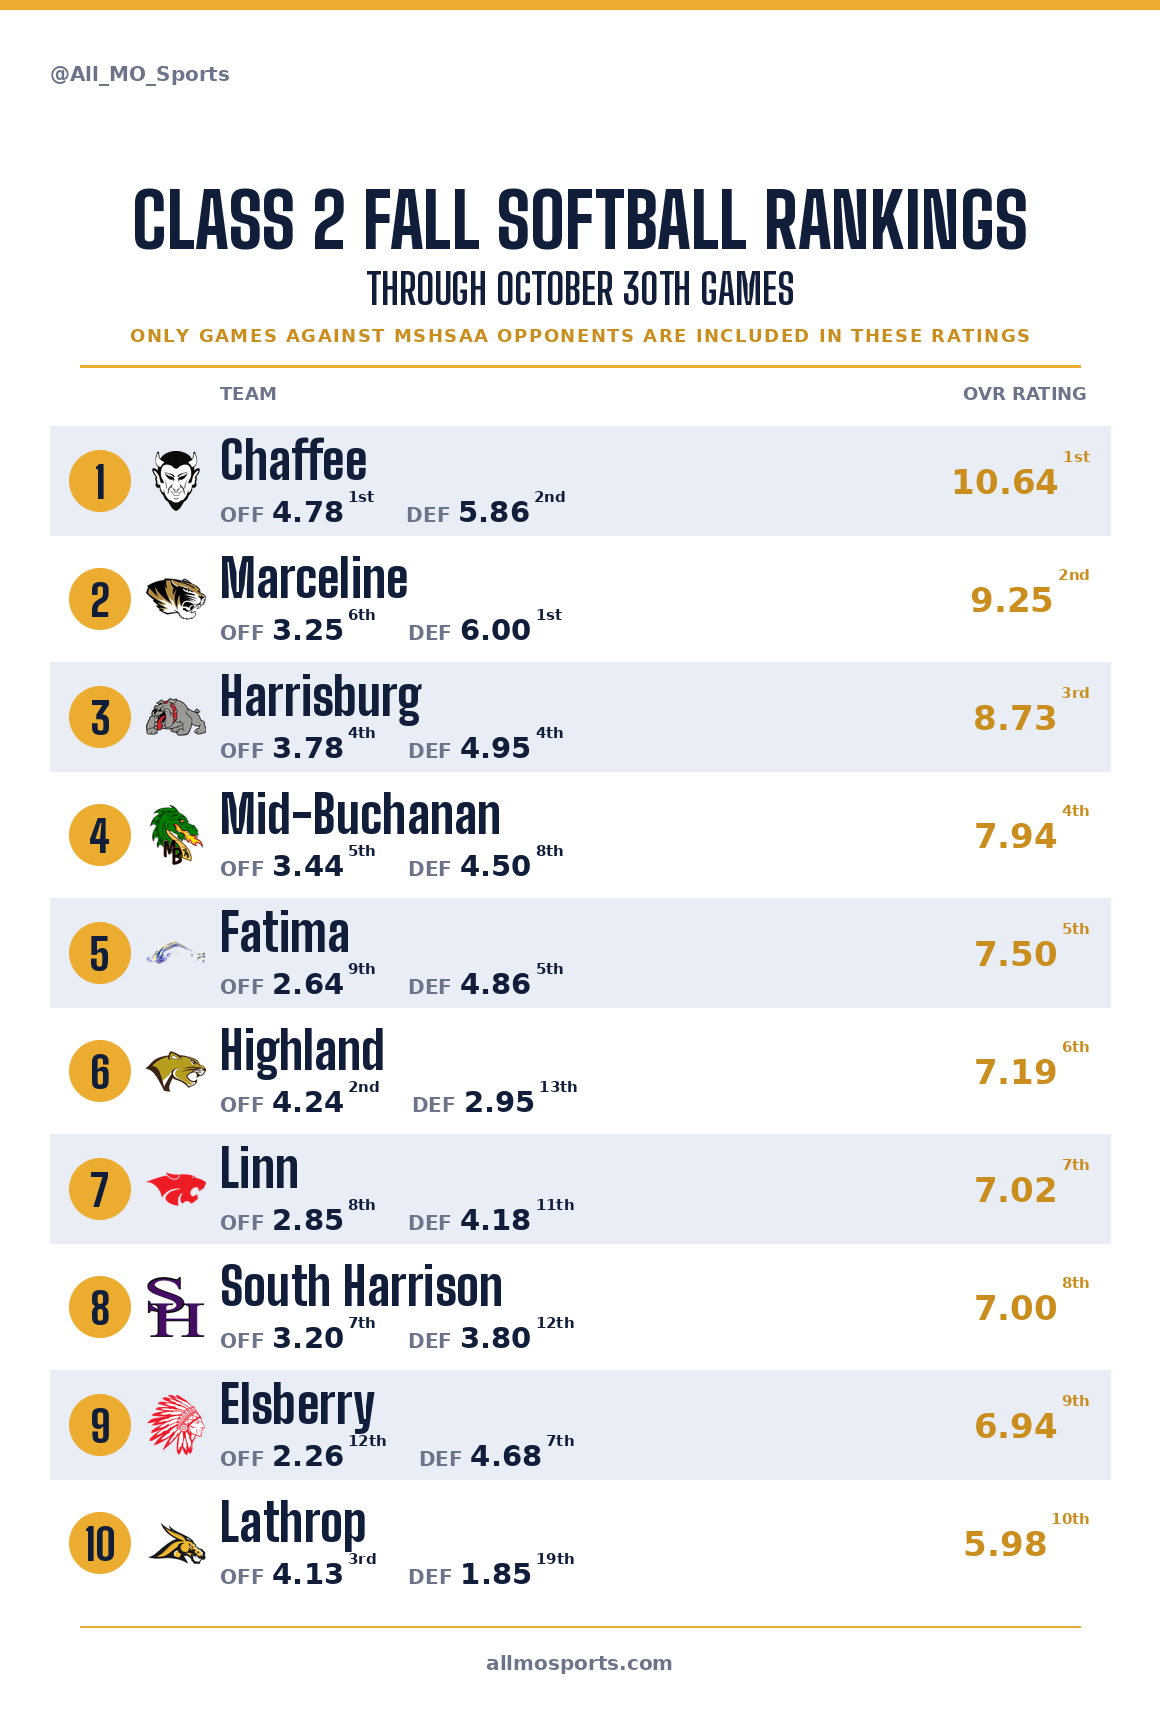 @All_MO_Sports
CLASS 2 FALL SOFTBALL RANKINGS
THROUGH OCTOBER 30TH GAMES
ONLY GAMES AGAINST MSHSAA OPPONENTS ARE INCLUDED IN THESE RATINGS
TEAM OVR RATING
1 Chaffee 10.64 1st
OFF 4.78 1st DEF 5.86 2nd
2 Marceline 9.25 2nd
OFF 3.25 6th DEF 6.00 1st
3 Harrisburg 8.73 3rd
OFF 3.78 4th DEF 4.95 4th
4 MB Mid-Buchanan 7.94 4th
OFF 3.44 5th DEF 4.50 8th
5 Fatima 7.50 5th
OFF 2.64 9th DEF 4.86 5th
6 Highland 7.19 6th
OFF 4.24 2nd DEF 2.95 13th
7 Linn 7.02 7th
OFF 2.85 8th DEF 4.18 11th
8 SH South Harrison 7.00 8th
OFF 3.20 7th DEF 3.80 12th
9 Elsberry 6.94 9th
OFF 2.26 12th DEF 4.68 7th
10 Lathrop 5.98 10th
OFF 4.13 3rd DEF 1.85 19th
allmosports.com